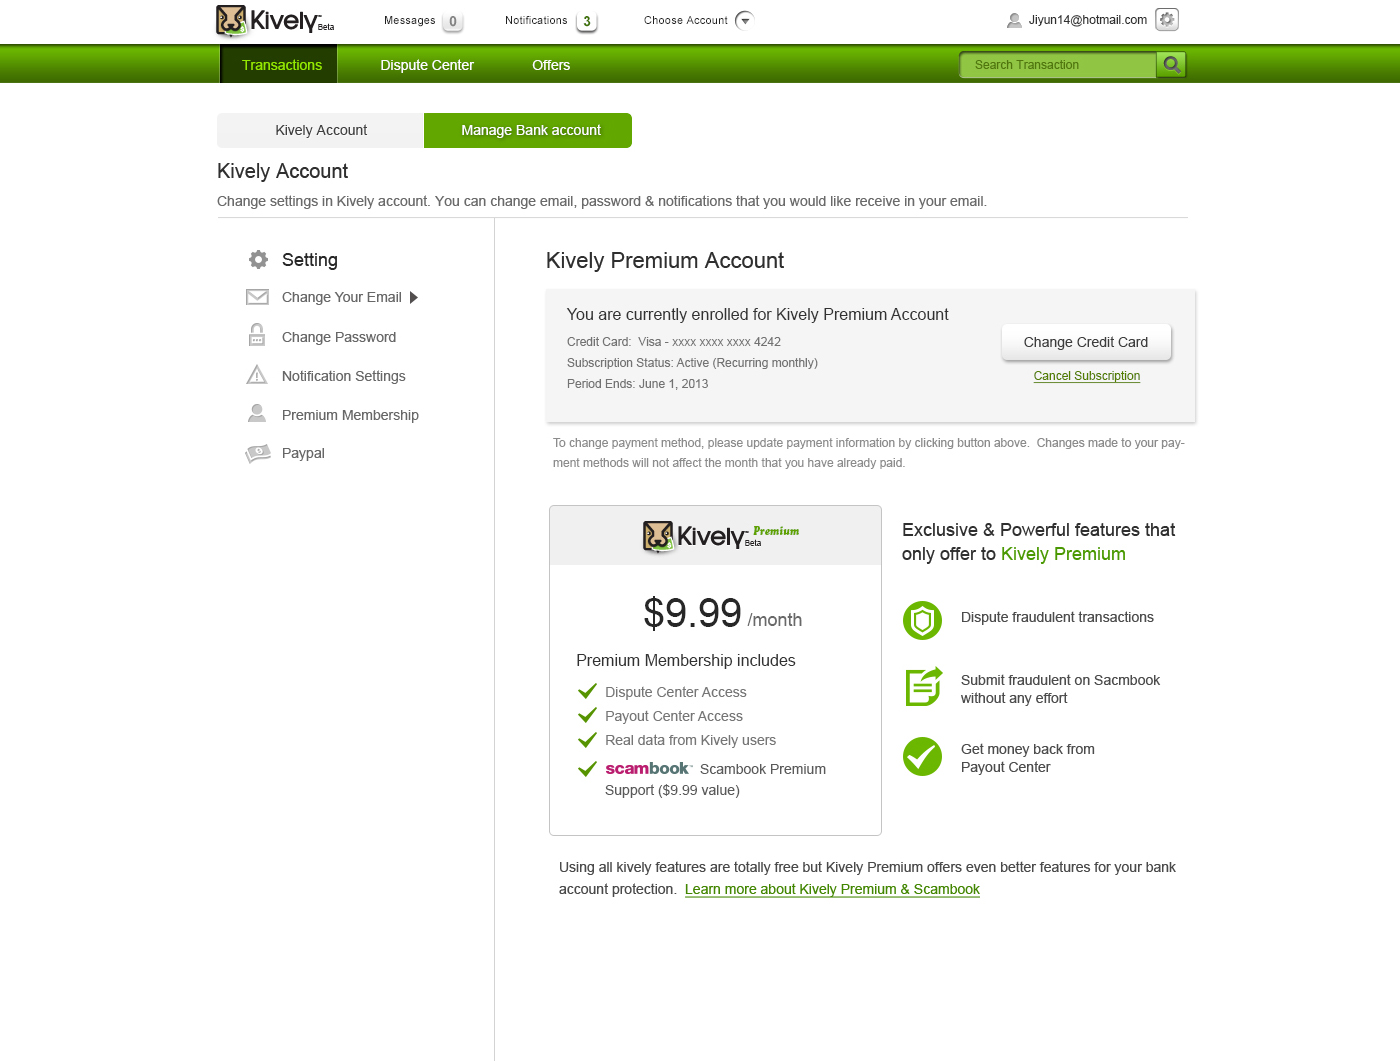 Kively Beta
Messages 0
Notifications 3
Choose Account
Jiyun14@hotmail.com
Transactions
Dispute Center
Offers
Search Transaction
Kively Account
Manage Bank account
Kively Account
Change settings in Kively account. You can change email, password & notifications that you would like receive in your email.
Setting
Change Your Email
Change Password
Notification Settings
Premium Membership
Paypal
Kively Premium Account
You are currently enrolled for Kively Premium Account
Credit Card:  Visa - xxxx xxxx xxxx 4242
Subscription Status: Active (Recurring monthly)
Period Ends: June 1, 2013
Change Credit Card
Cancel Subscription
To change payment method, please update payment information by clicking button above.  Changes made to your pay-
ment methods will not affect the month that you have already paid.
Kively™ Premium
Beta
$9.99 /month
Premium Membership includes
Dispute Center Access
Payout Center Access
Real data from Kively users
scambook™ Scambook Premium
Support ($9.99 value)
Exclusive & Powerful features that
only offer to Kively Premium
Dispute fraudulent transactions
Submit fraudulent on Sacmbook
without any effort
Get money back from
Payout Center
Using all kively features are totally free but Kively Premium offers even better features for your bank
account protection.  Learn more about Kively Premium & Scambook